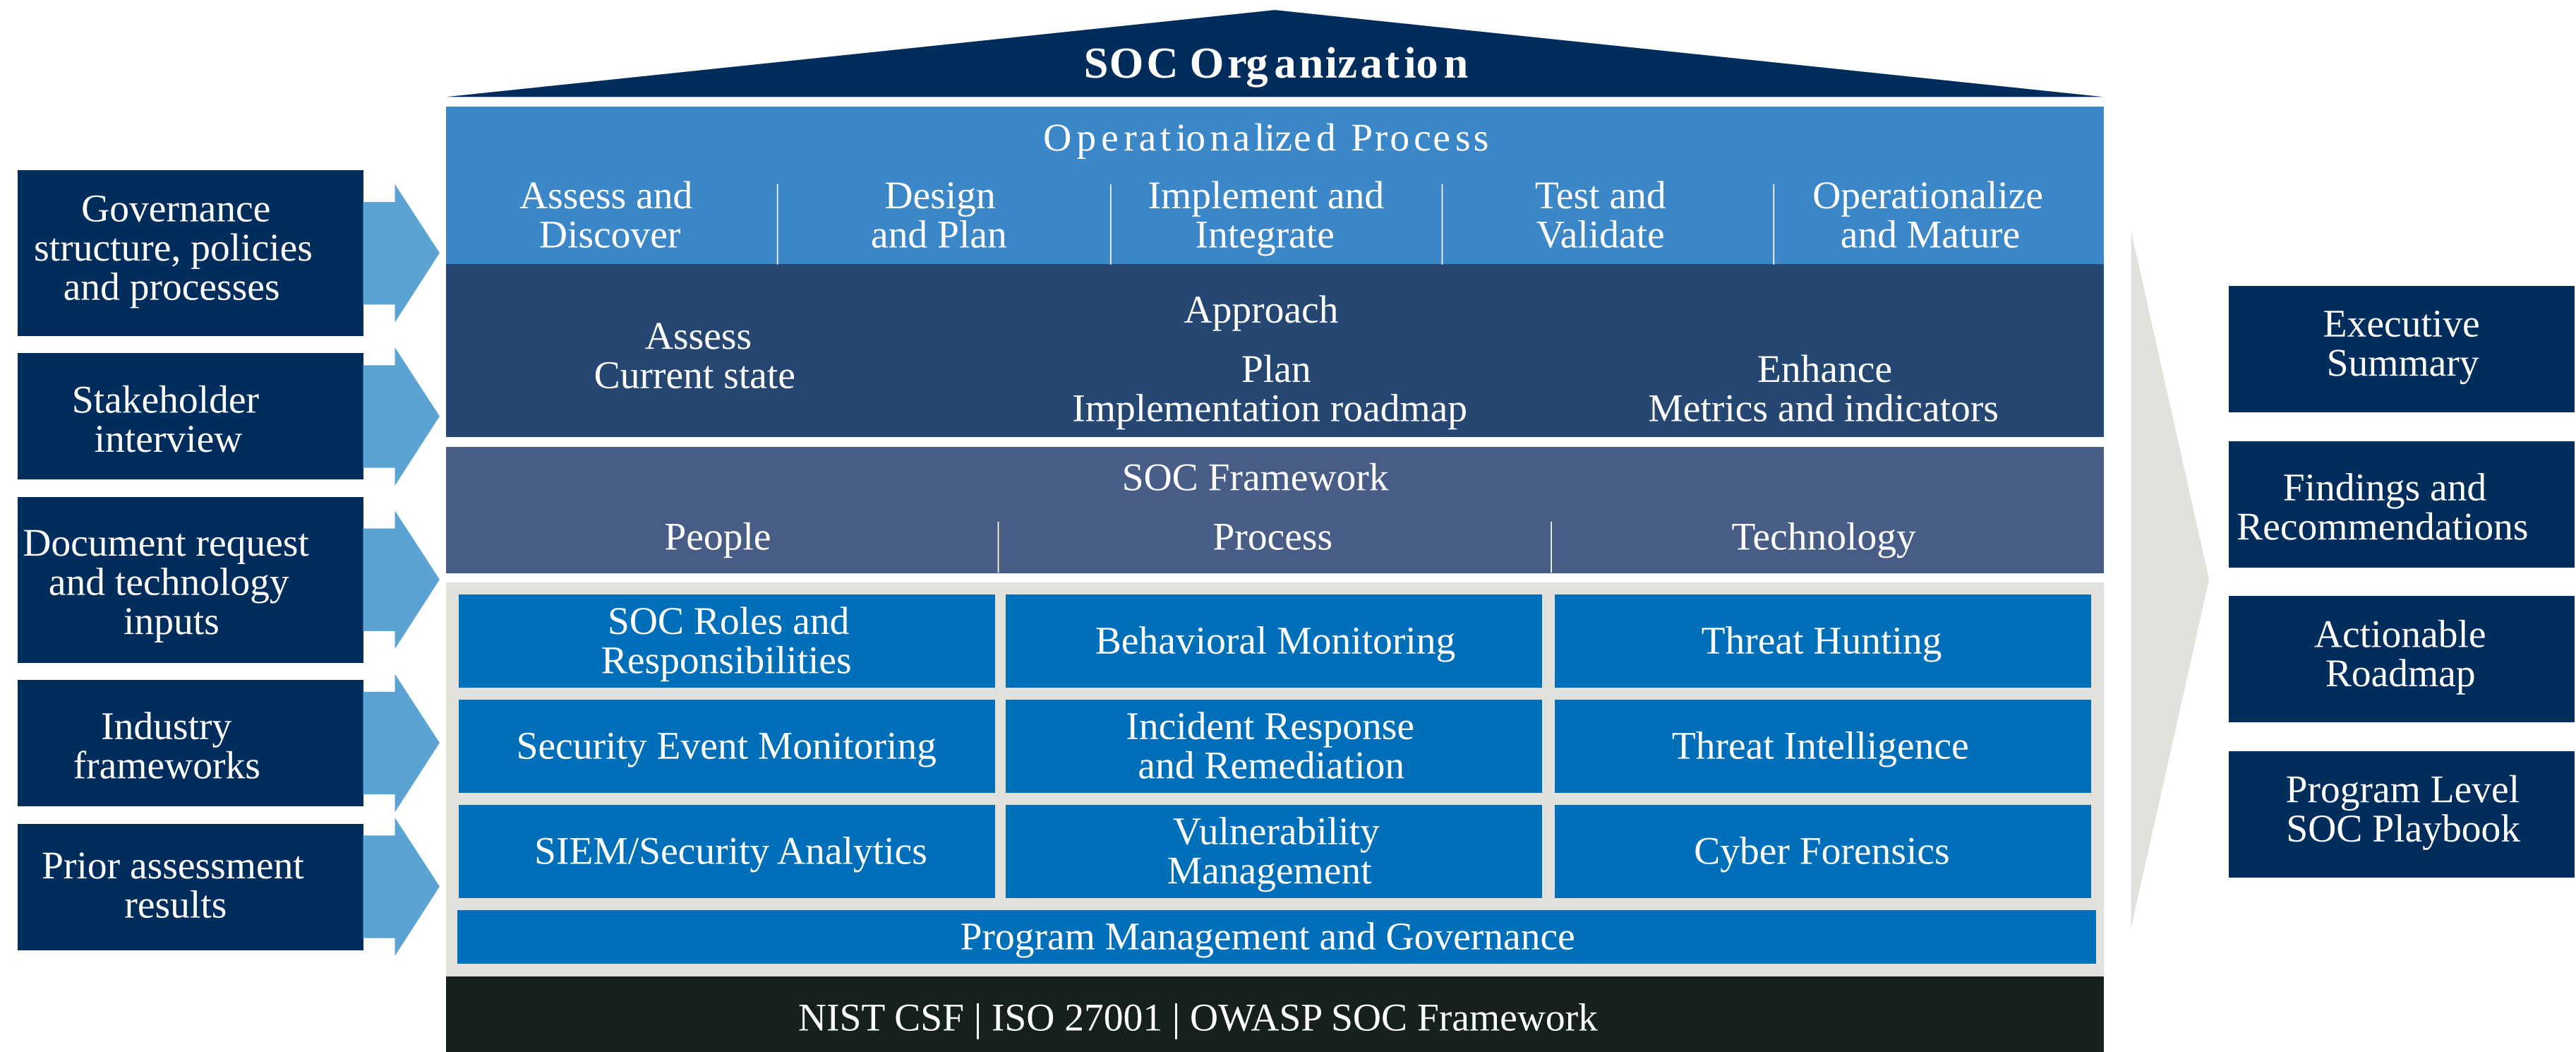 SOC Organization
Operationalized Process
Assess and
Discover
Design
and Plan
Implement and
Integrate
Test and
Validate
Operationalize
and Mature
Governance
structure, policies
and processes
Stakeholder
interview
Document request
and technology
inputs
Industry
frameworks
Prior assessment
results
Approach
Assess
Current state
Plan
Implementation roadmap
Enhance
Metrics and indicators
SOC Framework
People
Process
Technology
SOC Roles and
Responsibilities
Behavioral Monitoring
Threat Hunting
Security Event Monitoring
Incident Response
and Remediation
Threat Intelligence
SIEM/Security Analytics
Vulnerability
Management
Cyber Forensics
Program Management and Governance
NIST CSF | ISO 27001 | OWASP SOC Framework
Executive
Summary
Findings and
Recommendations
Actionable
Roadmap
Program Level
SOC Playbook